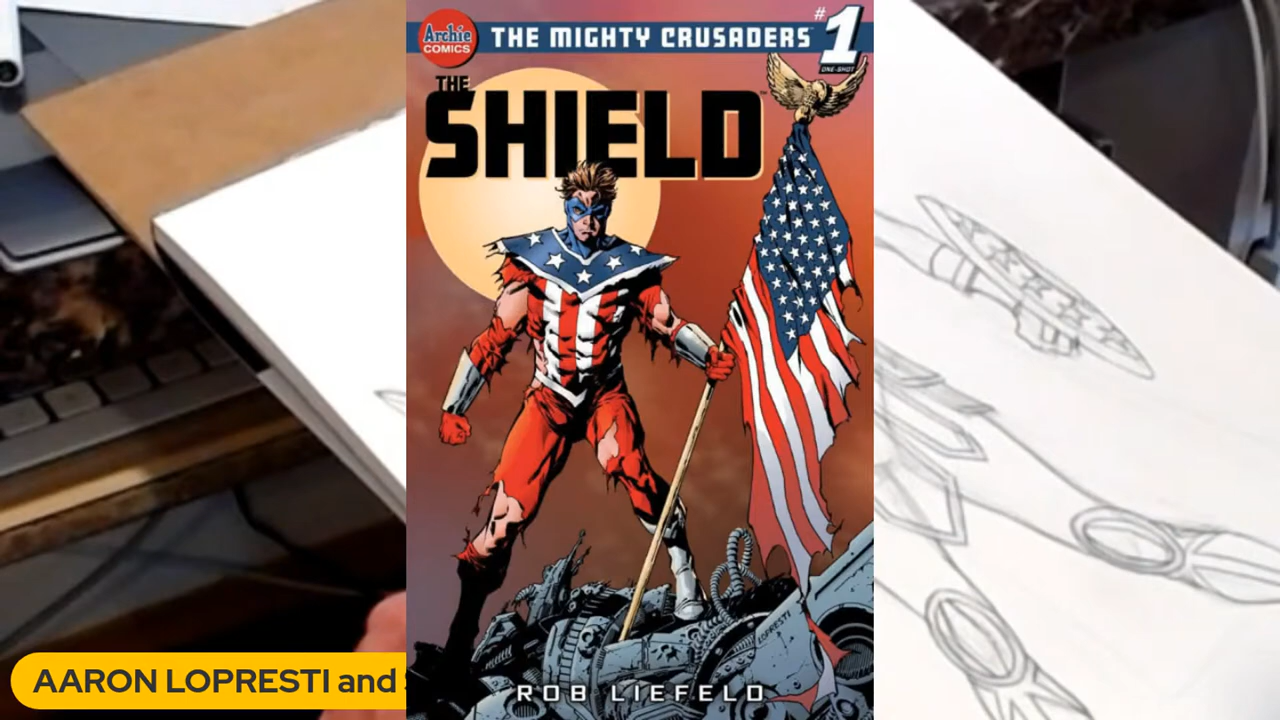 Archie
COMICS
THE MIGHTY CRUSADERS
#1
ONE-SHOT
THE
SHIELD
LOPRESTI
ROB LIEFELD
AARON LOPRESTI and